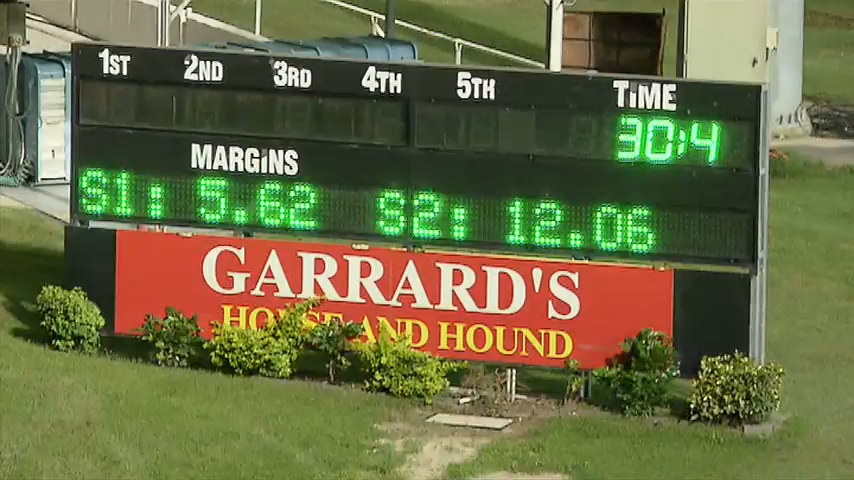 1ST 2ND 3RD 4TH 5TH TIME
30:4
MARGINS
S1: 5.62 S2: 12.06
GARRARD'S
HORSE AND HOUND
1